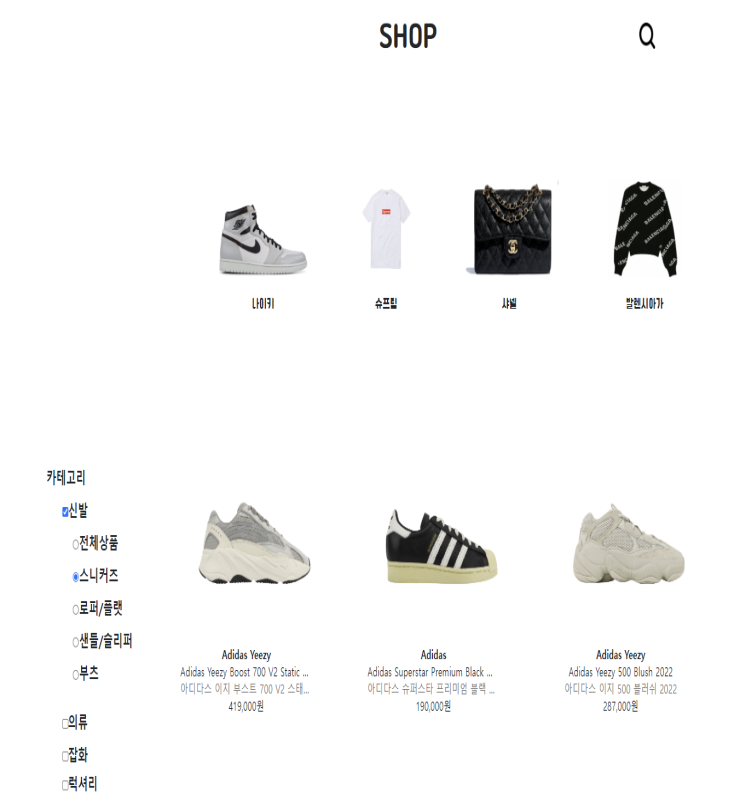 SHOP
나이키
슈프림
샤넬
발렌시아가
카테고리
신발
전체상품
스니커즈
로퍼/플랫
샌들/슬리퍼
부츠
의류
잡화
럭셔리
Adidas Yeezy
Adidas Yeezy Boost 700 V2 Static ...
아디다스 이지 부스트 700 V2 스태...
419,000원
Adidas
Adidas Superstar Premium Black ...
아디다스 슈퍼스타 프리미엄 블랙 ...
190,000원
Adidas Yeezy
Adidas Yeezy 500 Blush 2022
아디다스 이지 500 블러쉬 2022
287,000원